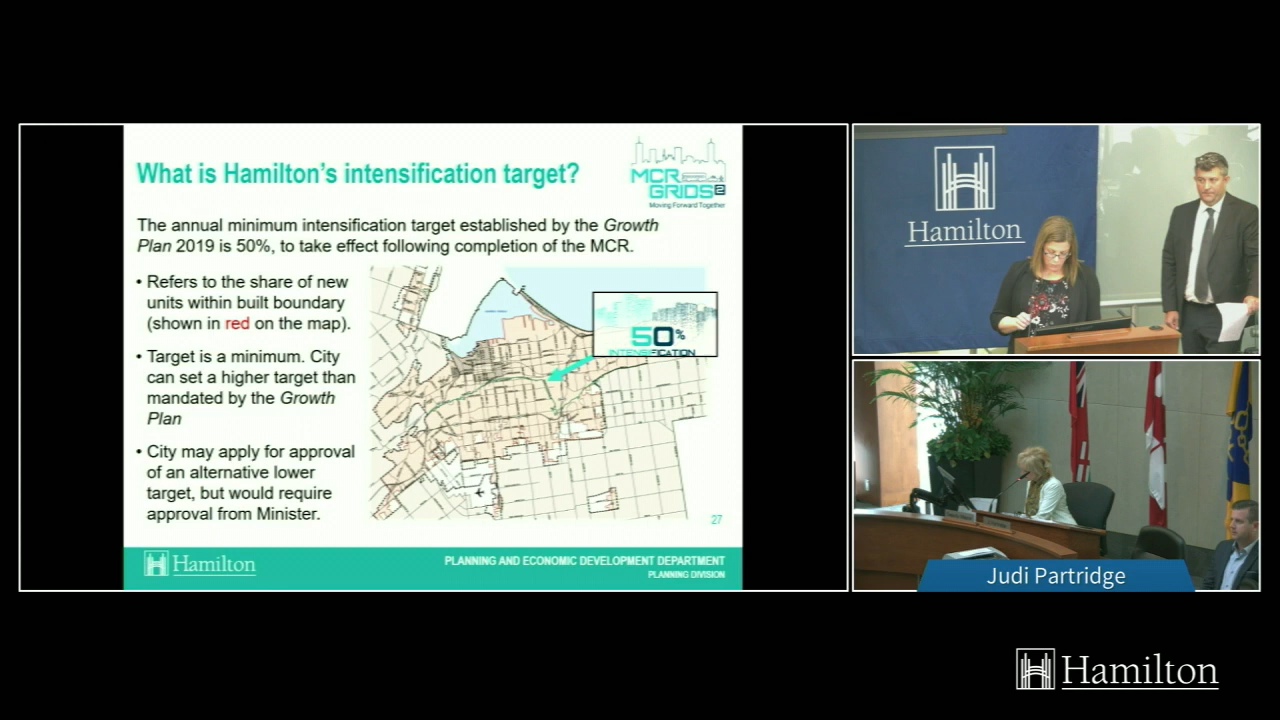 What is Hamilton's intensification target?
MCR
GRIDS2
Moving Forward Together
The annual minimum intensification target established by the Growth
Plan 2019 is 50%, to take effect following completion of the MCR.
• Refers to the share of new
units within built boundary
(shown in red on the map).
• Target is a minimum. City
can set a higher target than
mandated by the Growth
Plan
• City may apply for approval
of an alternative lower
target, but would require
approval from Minister.
50%
INTENSIFICATION
27
Hamilton
PLANNING AND ECONOMIC DEVELOPMENT DEPARTMENT
PLANNING DIVISION
Hamilton
Judi Partridge
Hamilton